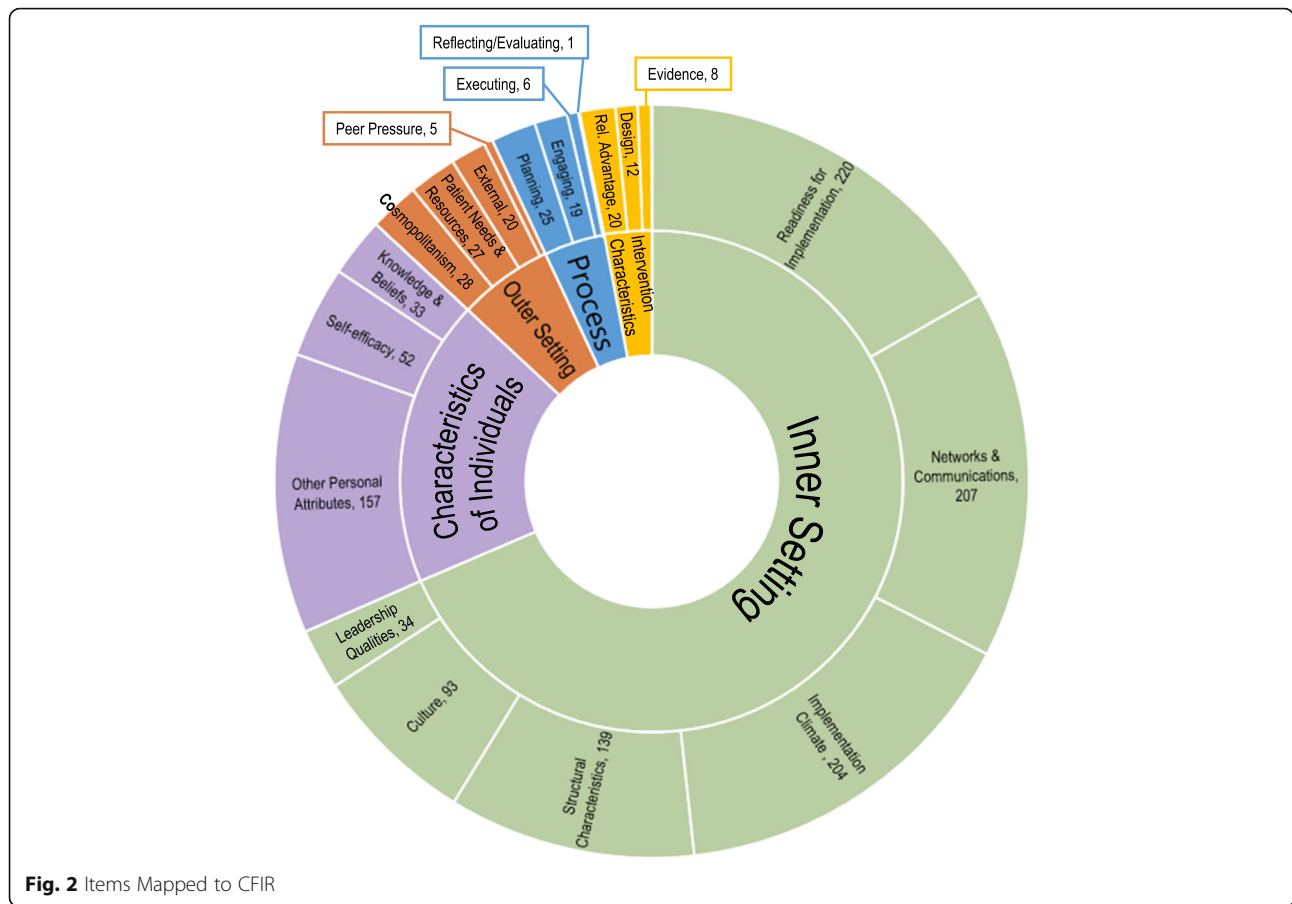 Reflecting/Evaluating, 1
Executing, 6
Evidence, 8
Peer Pressure, 5
Rel. Advantage, 20
Design, 12
Intervention
Characteristics
Readiness for
Implementation, 220
Networks &
Communications,
207
Implementation
Climate , 204
Structural
Characteristics, 139
Culture, 93
Leadership
Qualities, 34
Inner Setting
Other Personal
Attributes, 157
Self-efficacy, 52
Knowledge &
Beliefs, 33
Characteristics
of Individuals
Cosmopolitanism, 28
Patient Needs &
Resources, 27
External, 20
Outer Setting
Planning, 25
Engaging, 19
Process
Fig. 2 Items Mapped to CFIR